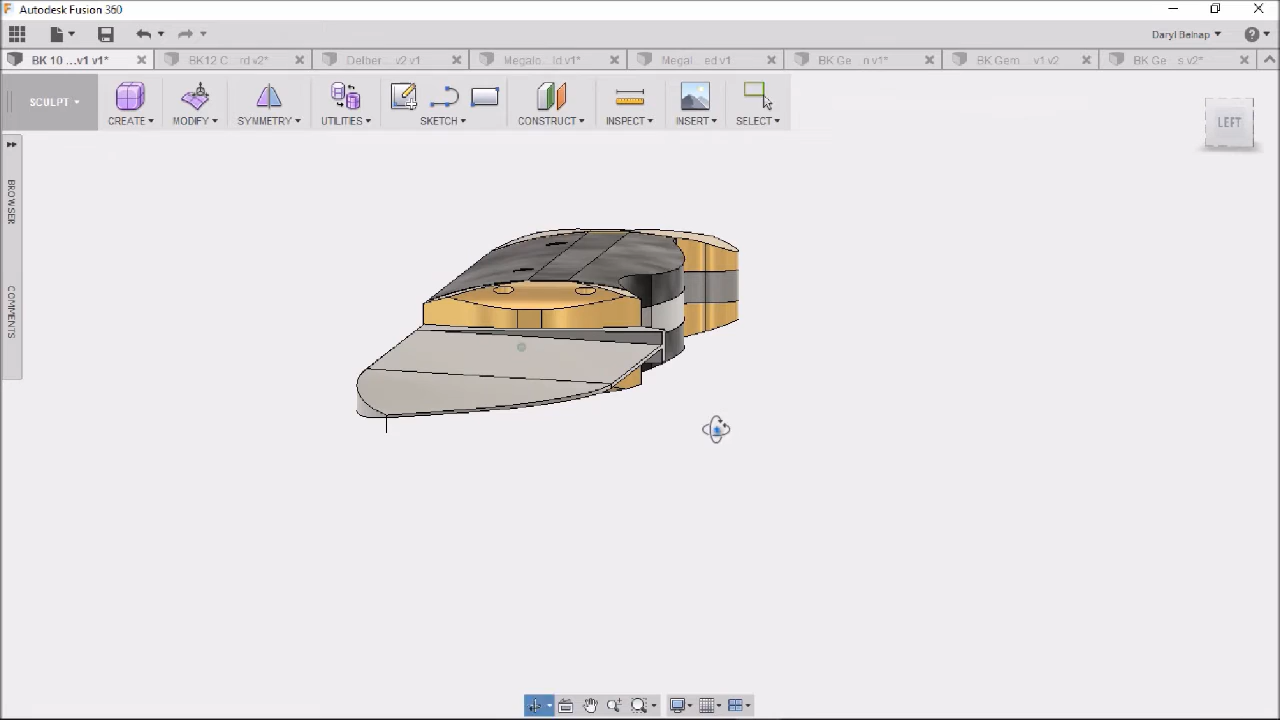 Autodesk Fusion 360
Daryl Belnap
BK 10 ...v1 v1*
BK12 C ...rd v2*
Delber...v2 v1
Megalo...ld v1*
Megal...ed v1
BK Ge...n v1*
BK Gem...v1 v2
BK Ge...s v2*
SCULPT
CREATE
MODIFY
SYMMETRY
UTILITIES
SKETCH
CONSTRUCT
INSPECT
INSERT
SELECT
LEFT
BROWSER
COMMENTS